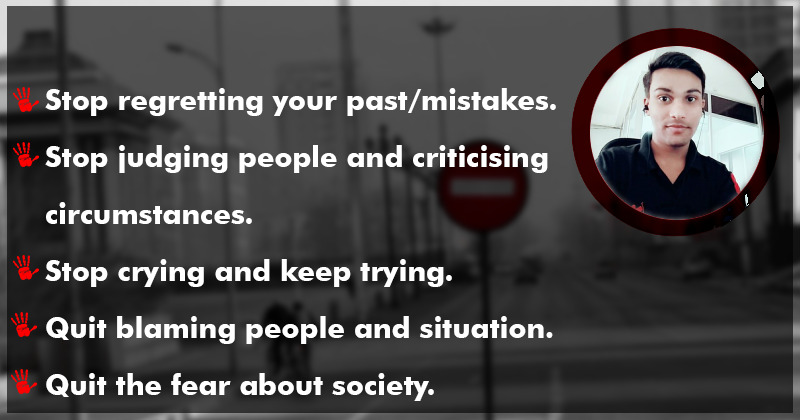 Stop regretting your past/mistakes.
Stop judging people and criticising
circumstances.
Stop crying and keep trying.
Quit blaming people and situation.
Quit the fear about society.